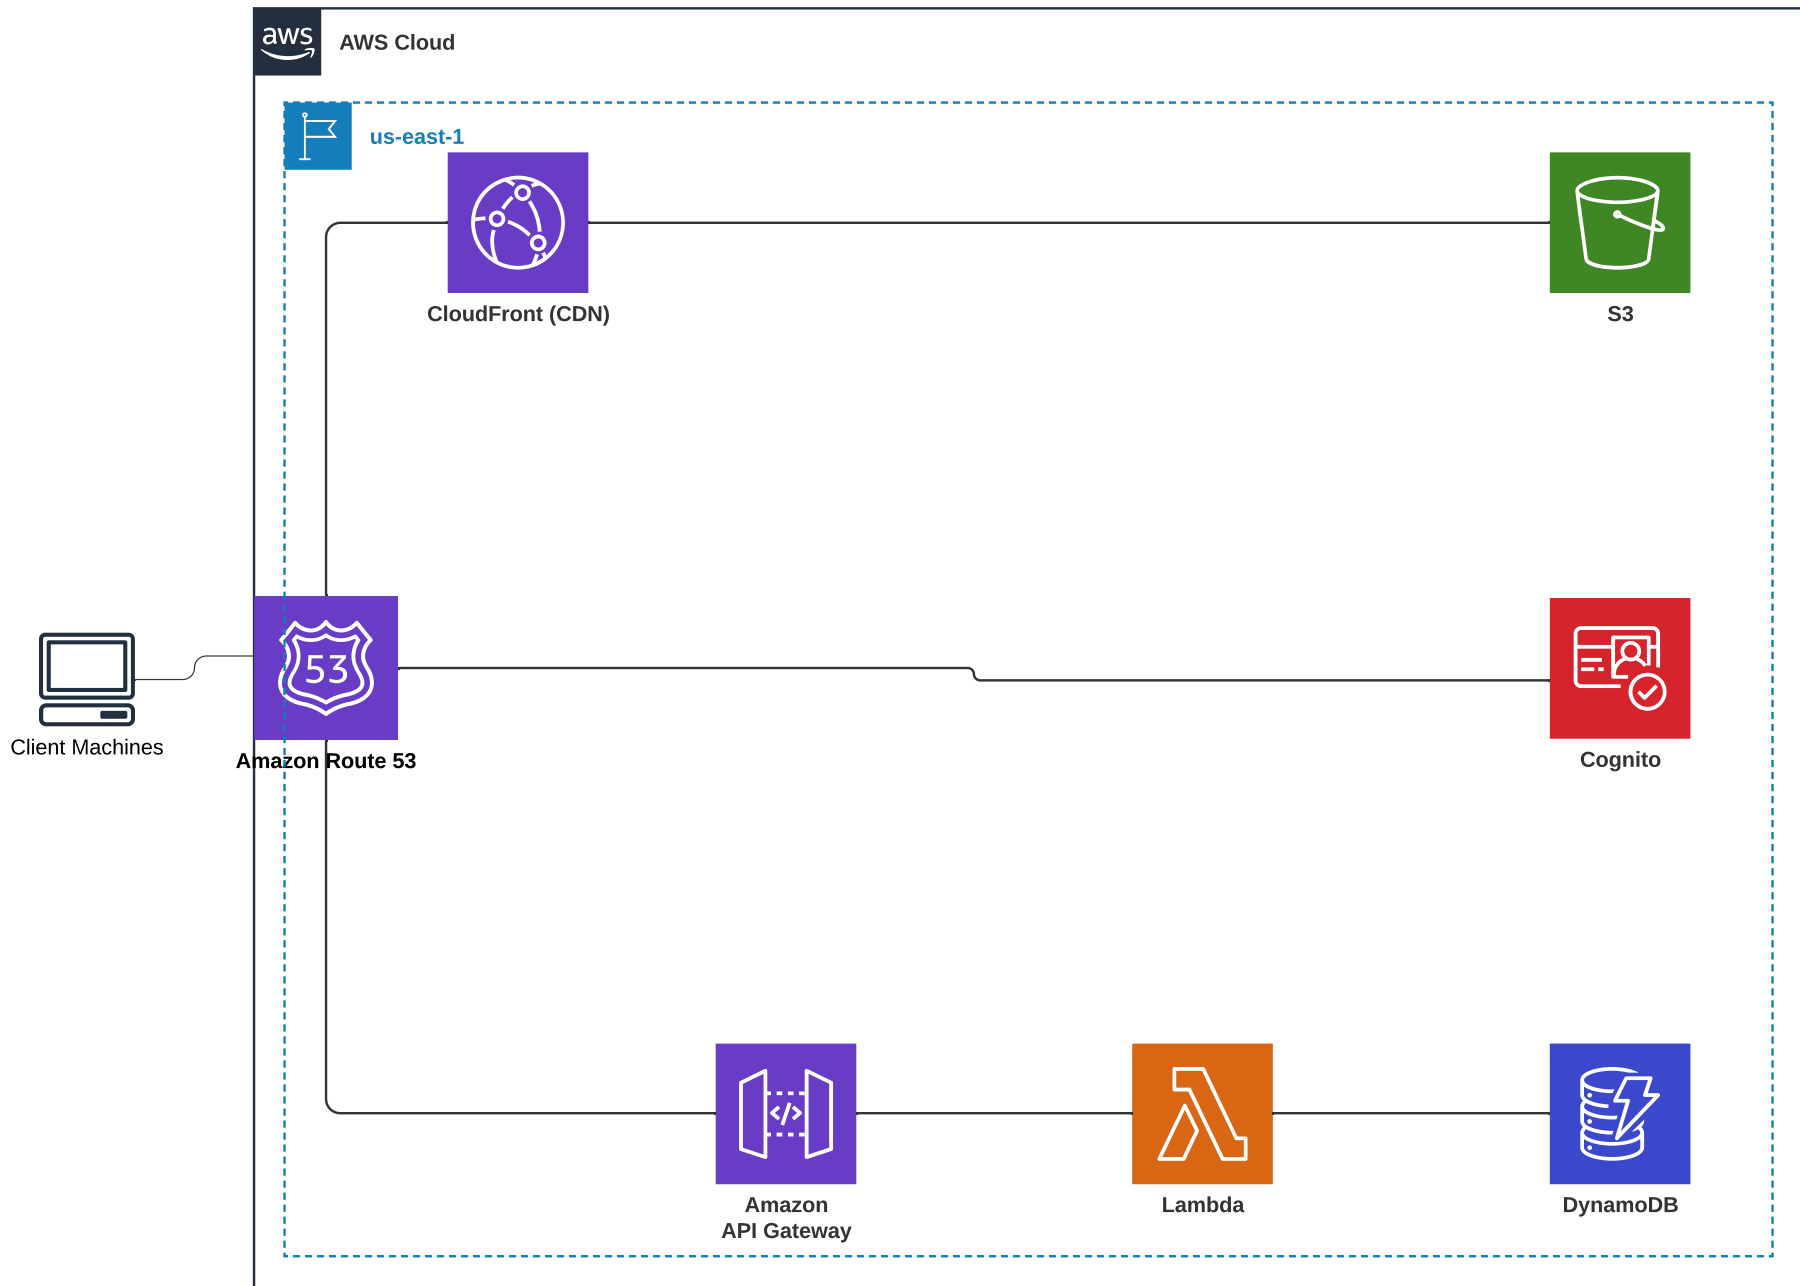 aws
AWS Cloud
us-east-1
CloudFront (CDN)
S3
53
Client Machines
Amazon Route 53
Cognito
</>
Amazon
API Gateway
Lambda
DynamoDB